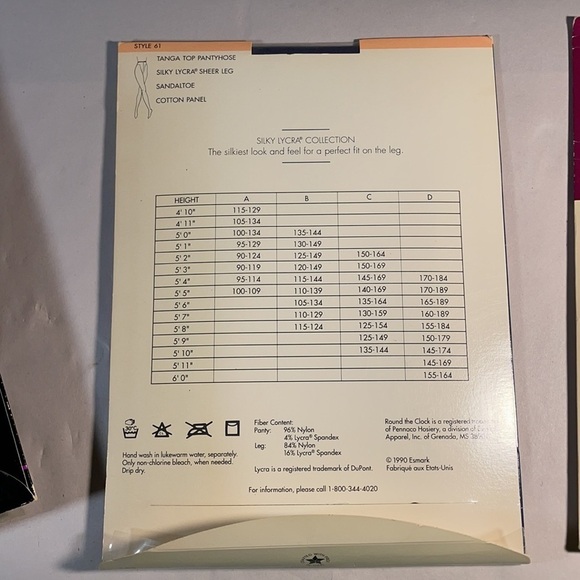 STYLE 61
TANGA TOP PANTYHOSE
SILKY LYCRA® SHEER LEG
SANDALTOE
COTTON PANEL
SILKY LYCRA® COLLECTION
The silkiest look and feel for a perfect fit on the leg.
HEIGHT A B C D
4' 10" 115-129
4' 11" 105-134
5' 0" 100-134 135-144
5' 1" 95-129 130-149
5' 2" 90-124 125-149 150-164
5' 3" 90-119 120-149 150-169
5' 4" 95-114 115-144 145-169 170-184
5' 5" 100-109 110-139 140-169 170-189
5' 6" 105-134 135-164 165-189
5' 7" 110-129 130-159 160-189
5' 8" 115-124 125-154 155-184
5' 9" 125-149 150-179
5' 10" 135-144 145-174
5' 11" 145-169
6' 0" 155-164
30°C
Hand wash in lukewarm water, separately.
Only non-chlorine bleach, when needed.
Drip dry.
Fiber Content:
Panty: 96% Nylon
4% Lycra® Spandex
Leg: 84% Nylon
16% Lycra® Spandex
Lycra is a registered trademark of DuPont.
Round the Clock is a registered
of Pennaco Hosiery, a division of
Apparel, Inc. of Grenada, MS
© 1990 Esmark
Fabriqué aux Etats-Unis
For information, please call 1-800-344-4020